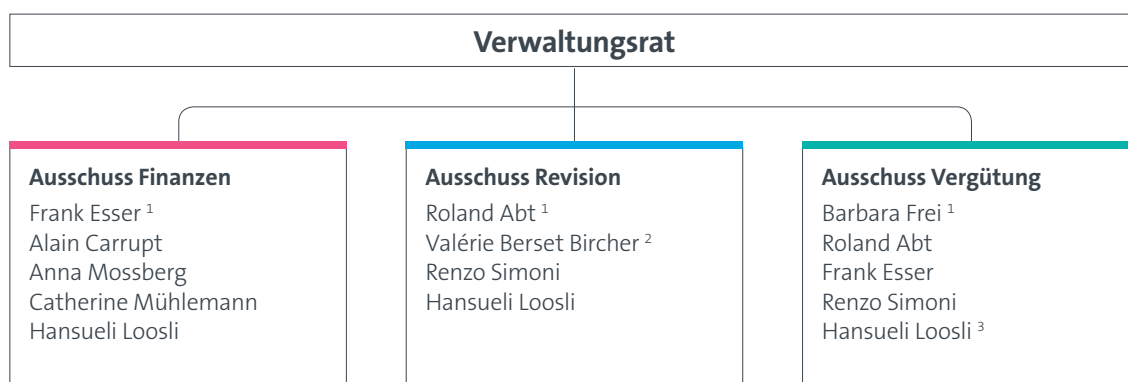 Verwaltungsrat
Ausschuss Finanzen
Frank Esser ¹
Alain Carrupt
Anna Mossberg
Catherine Mühlemann
Hansueli Loosli
Ausschuss Revision
Roland Abt ¹
Valérie Berset Bircher ²
Renzo Simoni
Hansueli Loosli
Ausschuss Vergütung
Barbara Frei ¹
Roland Abt
Frank Esser
Renzo Simoni
Hansueli Loosli ³